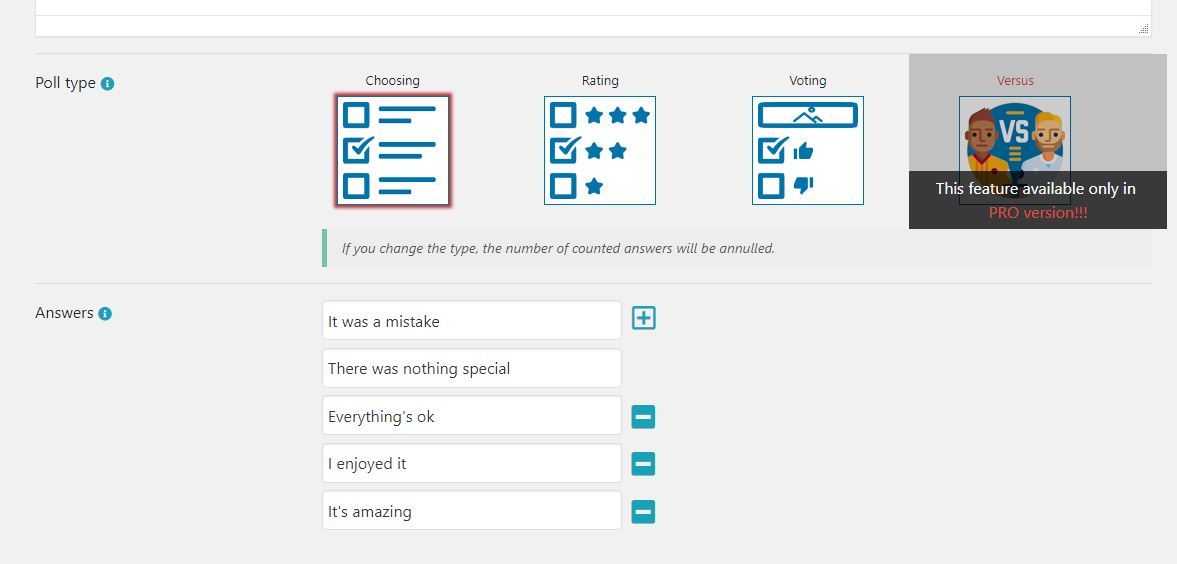 Poll type
Choosing
Rating
Voting
Versus
VS
This feature available only in
PRO version!!!
If you change the type, the number of counted answers will be annulled.
Answers
It was a mistake
There was nothing special
Everything's ok
I enjoyed it
It's amazing